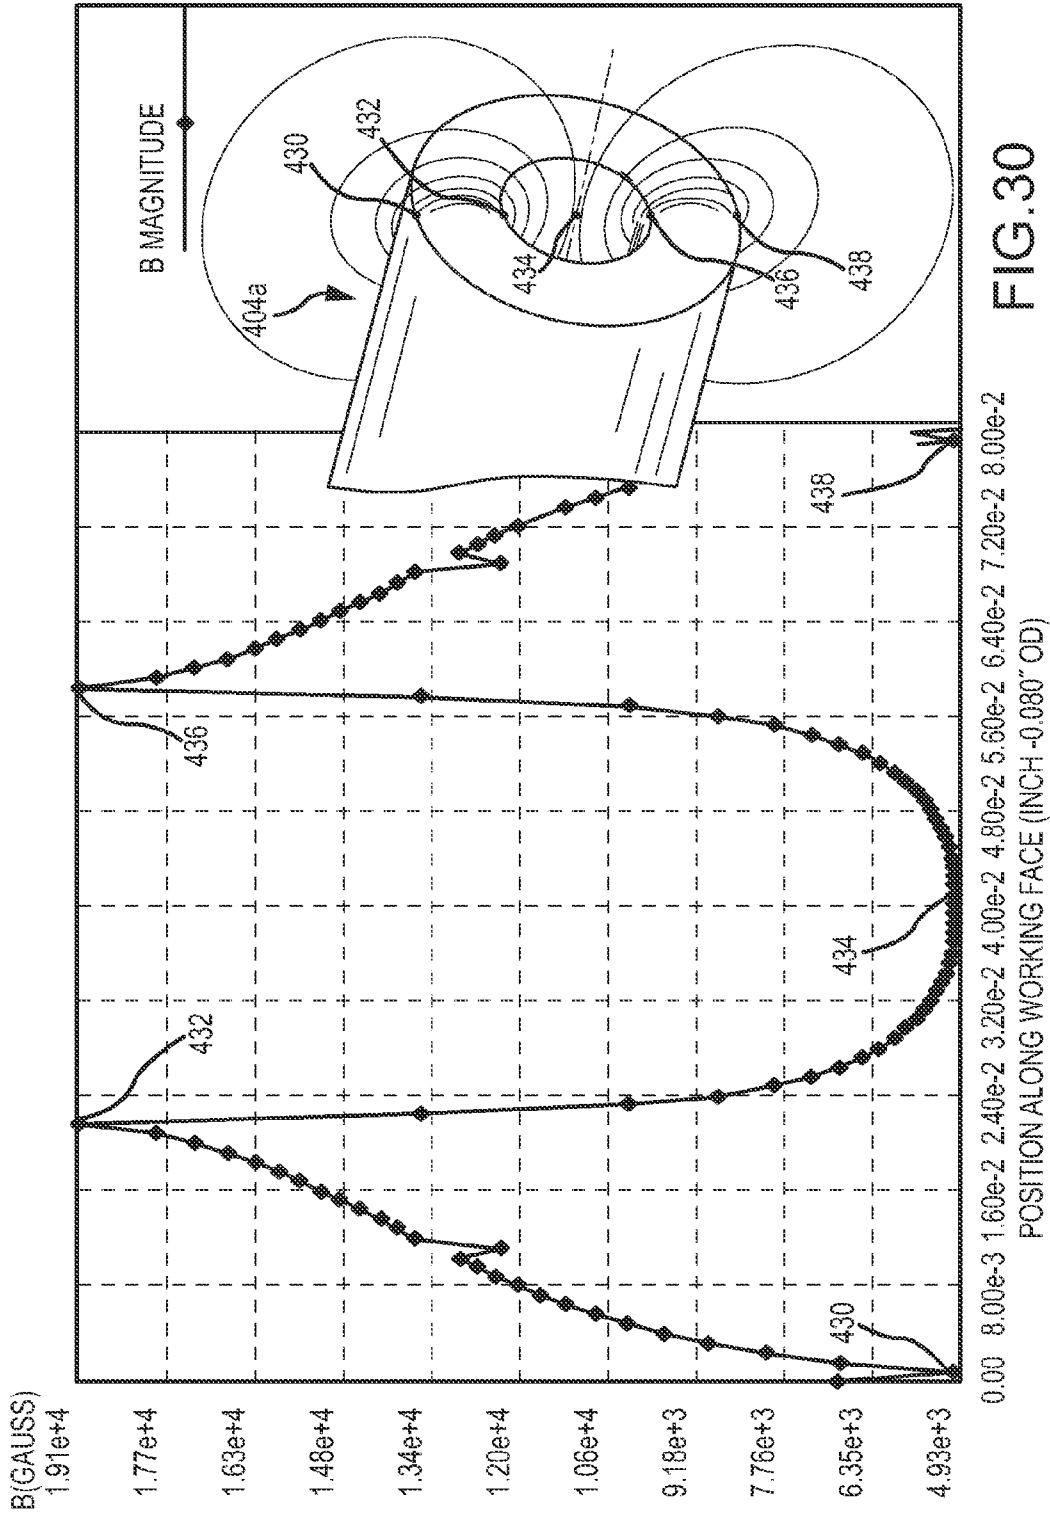 B(GAUSS)
1.91e+4
1.77e+4
1.63e+4
1.48e+4
1.34e+4
1.20e+4
1.06e+4
9.18e+3
7.76e+3
6.35e+3
4.93e+3
0.00 8.00e-3 1.60e-2 2.40e-2 3.20e-2 4.00e-2 4.80e-2 5.60e-2 6.40e-2 7.20e-2 8.00e-2
POSITION ALONG WORKING FACE (INCH -0.080" OD)
430
432
434
436
438
B MAGNITUDE
404a
430
432
434
436
438
FIG.30